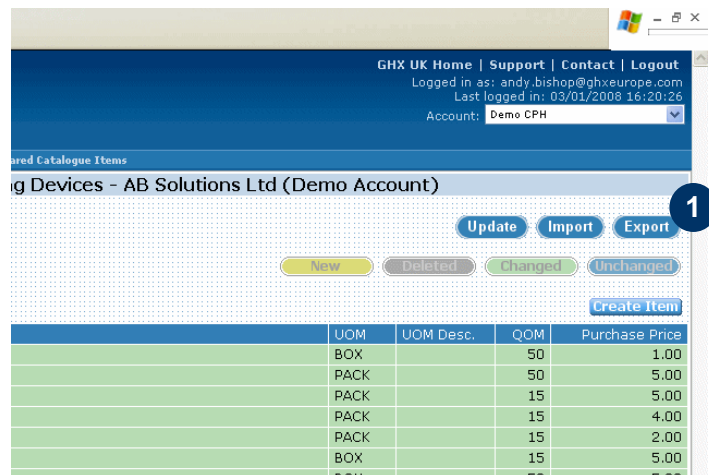 GHX UK Home | Support | Contact | Logout
Logged in as: andy.bishop@ghxeurope.com
Last logged in: 03/01/2008 16:20:26
Account: Demo CPH
ared Catalogue Items
g Devices - AB Solutions Ltd (Demo Account)
1
Update Import Export
New Deleted Changed Unchanged
Create Item
UOM UOM Desc. QOM Purchase Price
BOX 50 1.00
PACK 50 5.00
PACK 15 5.00
PACK 15 4.00
PACK 15 2.00
BOX 15 5.00